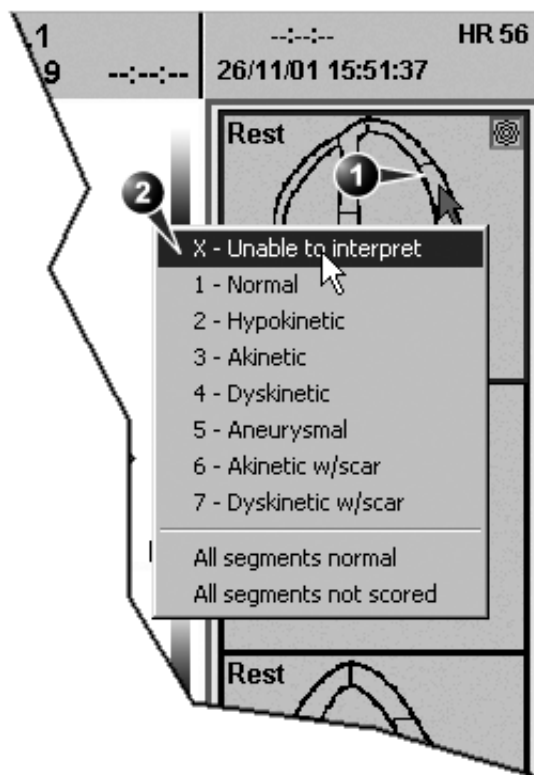 .1
--:--:-- HR 56
9 --:--:-- 26/11/01 15:51:37
Rest
1
2
X - Unable to interpret
1 - Normal
2 - Hypokinetic
3 - Akinetic
4 - Dyskinetic
5 - Aneurysmal
6 - Akinetic w/scar
7 - Dyskinetic w/scar
All segments normal
All segments not scored
Rest